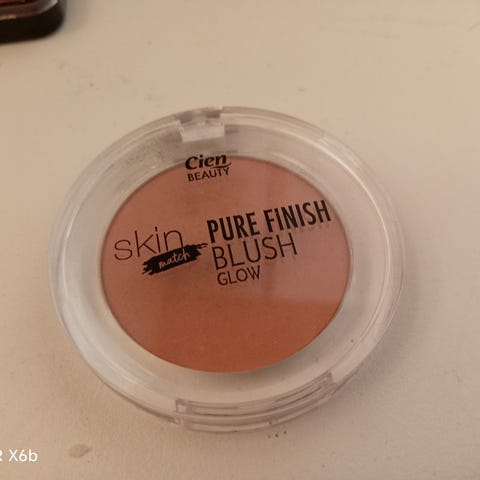 Cien
BEAUTY
skin
match
PURE FINISH
BLUSH
GLOW
R X6b